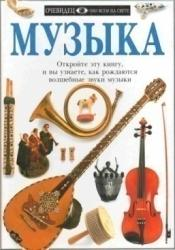 ОЧЕВИДЕЦ ОБО ВСЕМ НА СВЕТЕ
МУЗЫКА
Откройте эту книгу,
и вы узнаете, как рождаются
волшебные звуки музыки